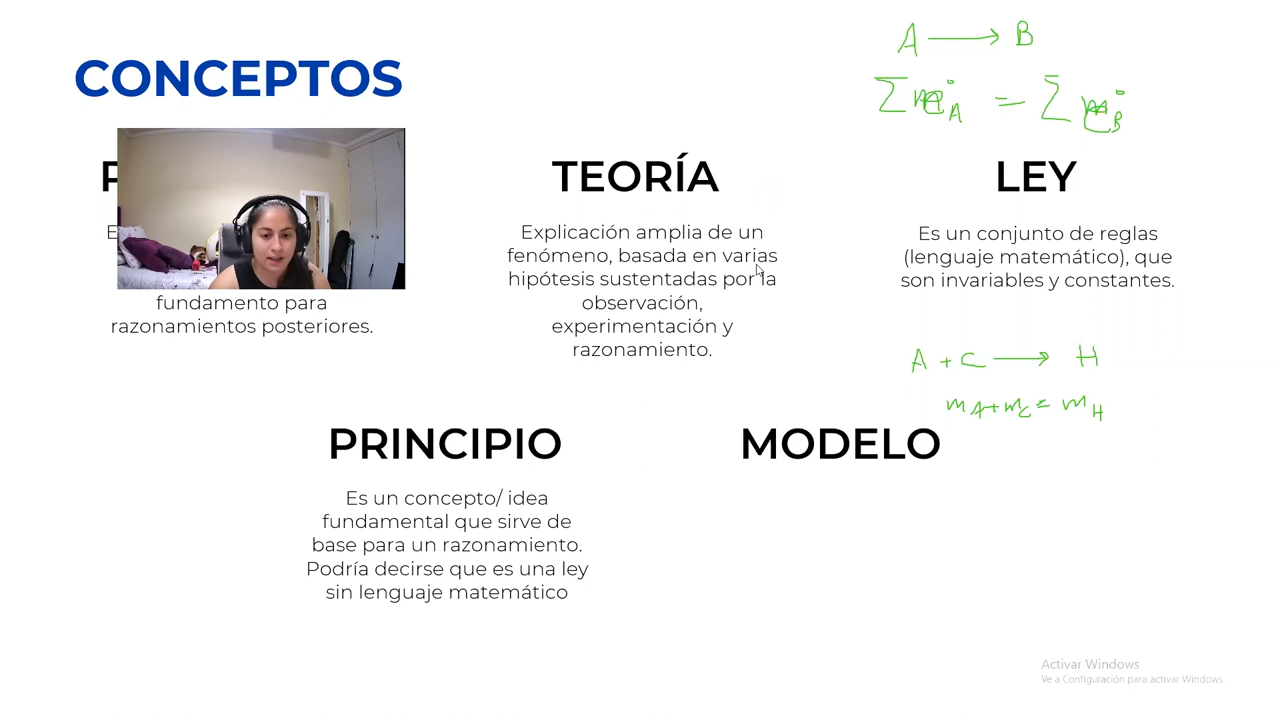 CONCEPTOS
A → B
TEORÍA
Explicación amplia de un
fenómeno, basada en varias
hipótesis sustentadas por la
observación,
experimentación y
razonamiento.
LEY
Es un conjunto de reglas
(lenguaje matemático), que
son invariables y constantes.
A + C → H
mA + mC = mH
fundamento para
razonamientos posteriores.
PRINCIPIO
Es un concepto/ idea
fundamental que sirve de
base para un razonamiento.
Podría decirse que es una ley
sin lenguaje matemático
MODELO
Activar Windows
Ve a Configuración para activar Windows.